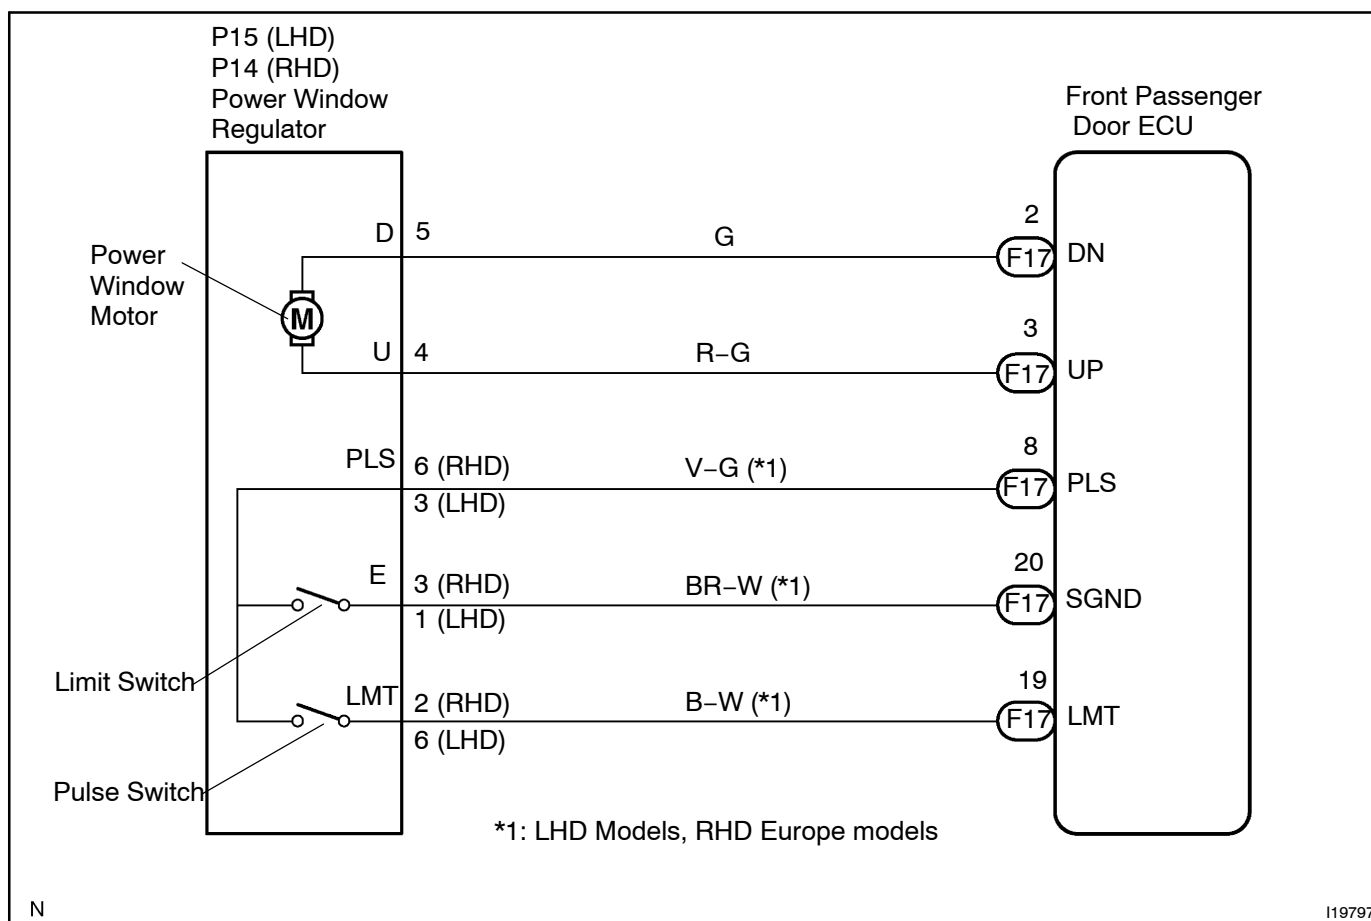 P15 (LHD)
P14 (RHD)
Power Window
Regulator
Front Passenger
Door ECU
Power
Window
Motor
M
D
5
G
2
F17
DN
U
4
R−G
3
F17
UP
PLS
6 (RHD)
3 (LHD)
V−G (*1)
8
F17
PLS
E
3 (RHD)
1 (LHD)
BR−W (*1)
20
F17
SGND
Limit Switch
LMT
2 (RHD)
6 (LHD)
B−W (*1)
19
F17
LMT
Pulse Switch
*1: LHD Models, RHD Europe models
N
I19797